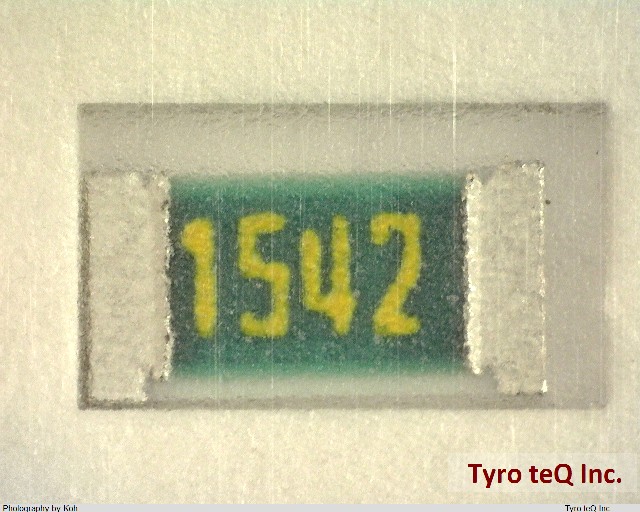 1542
Tyro teQ Inc.
Photography by Koh
Tyro teQ Inc